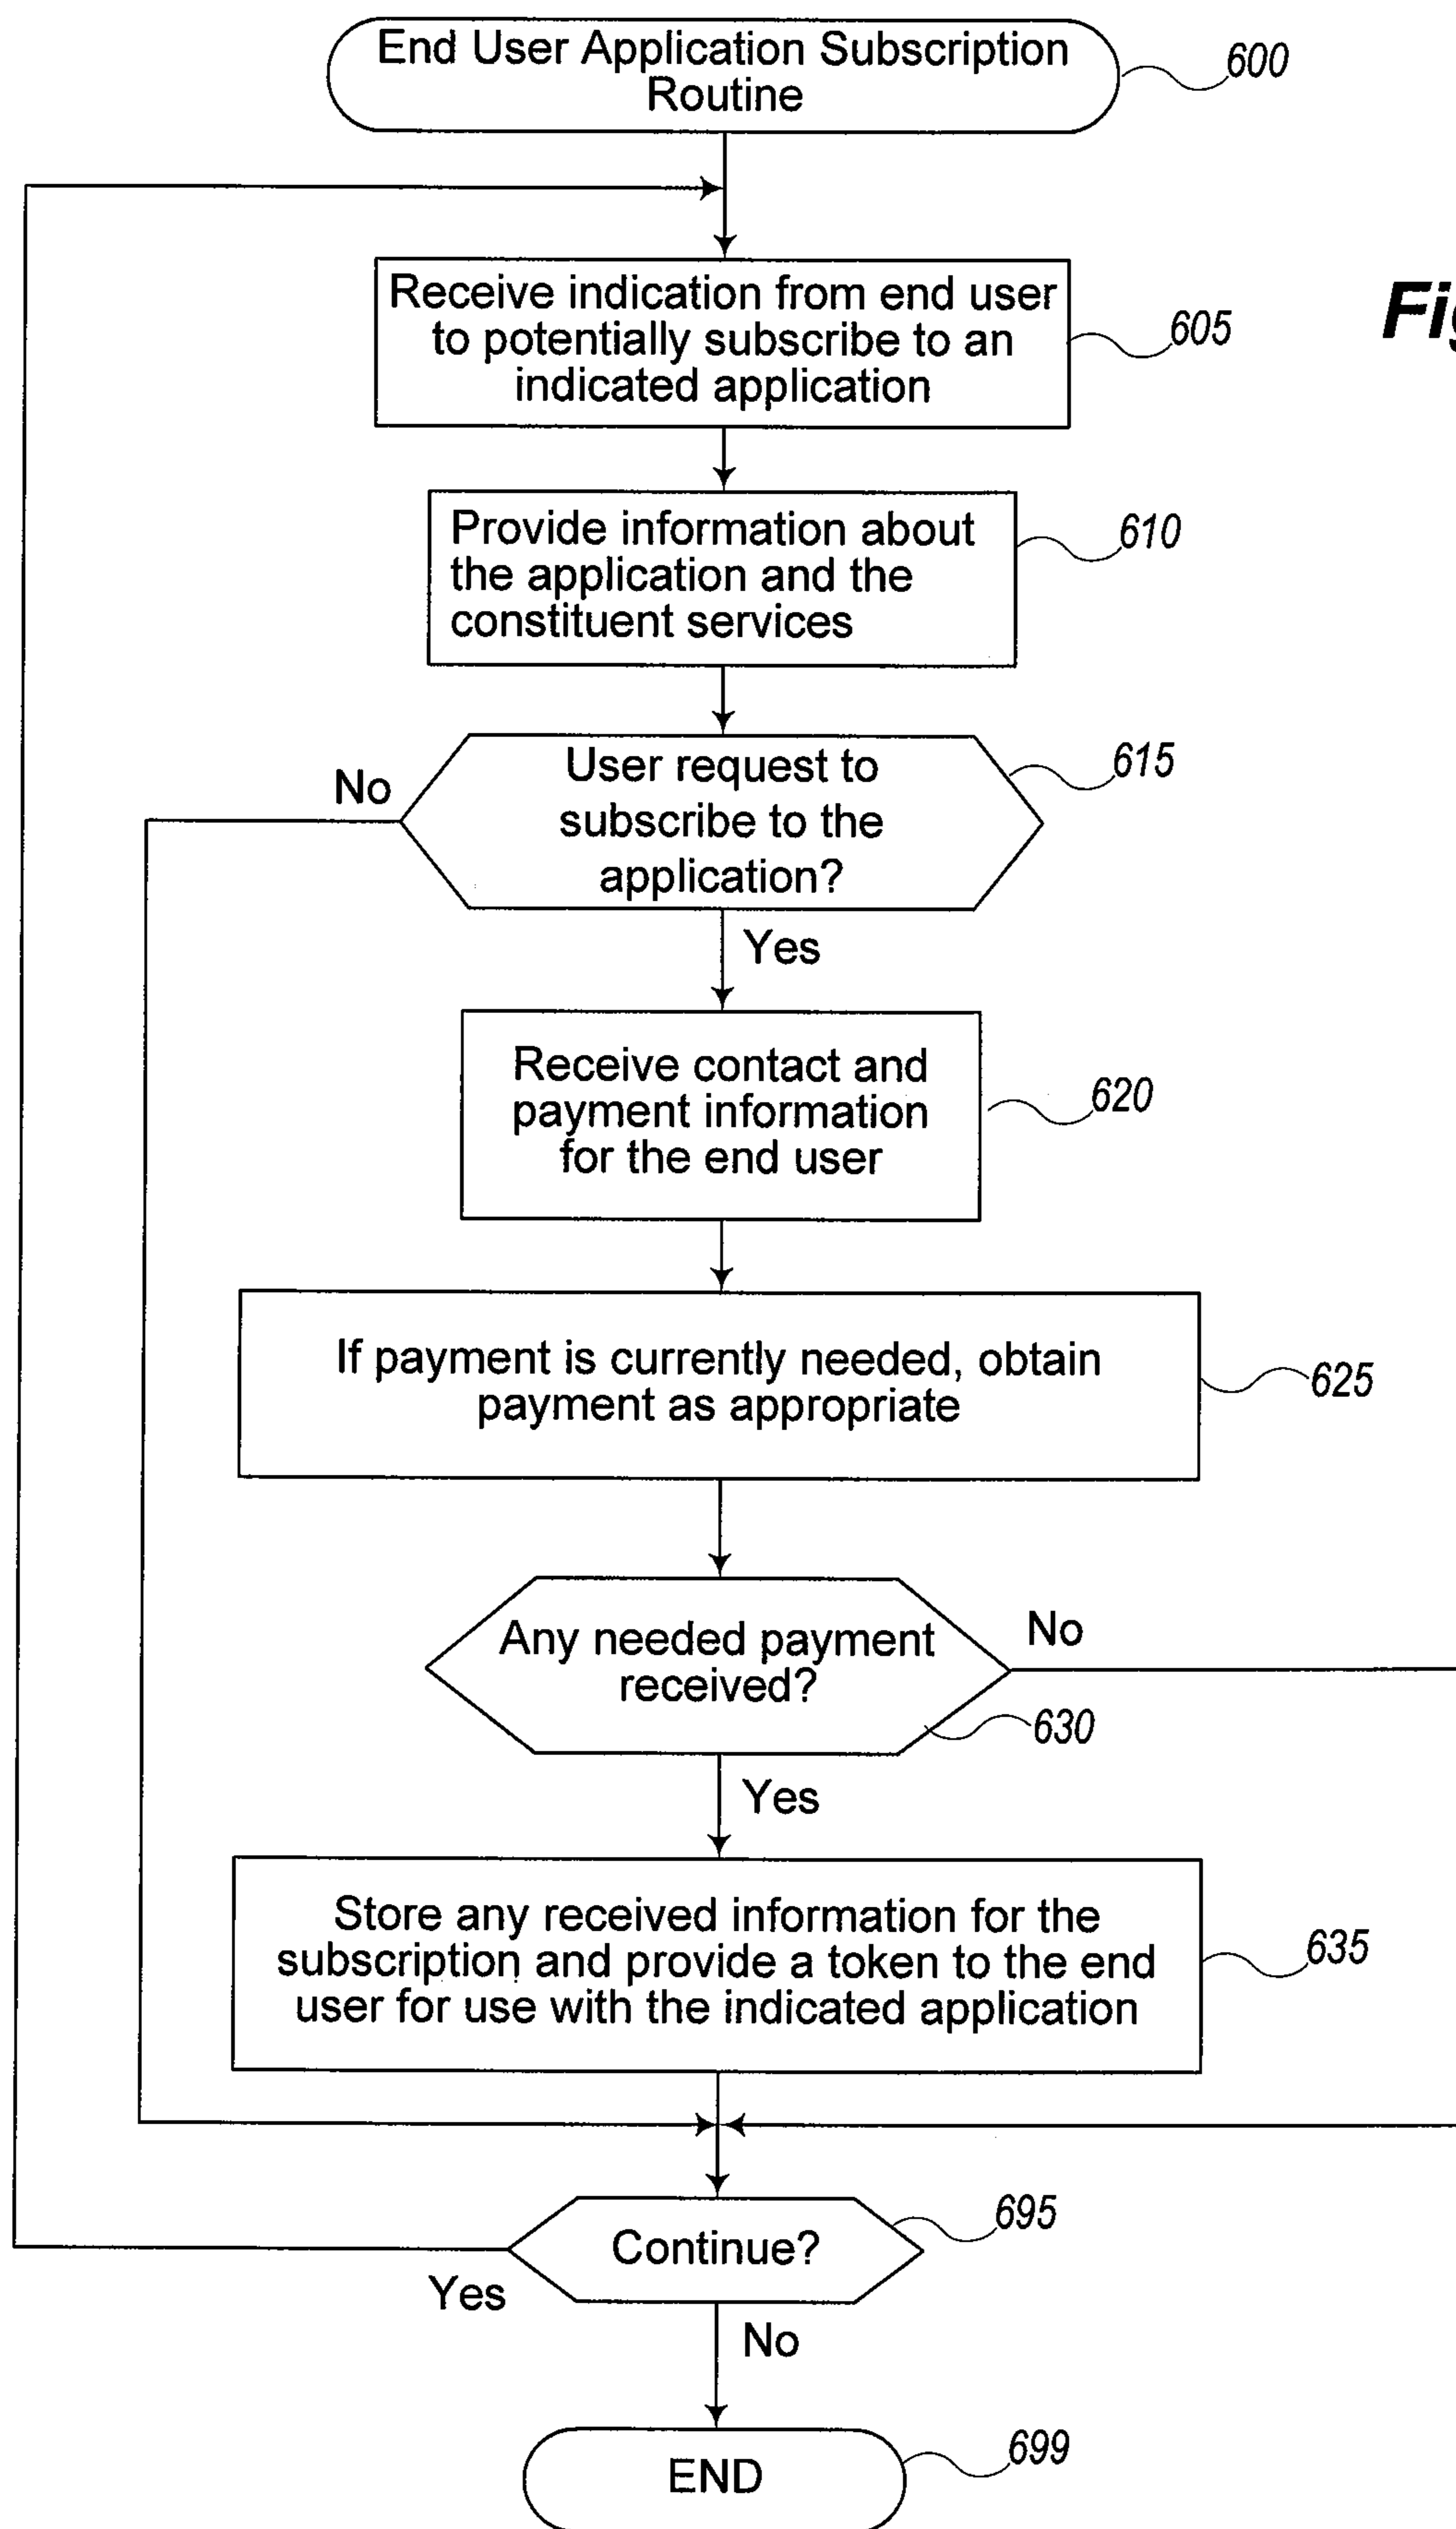 End User Application Subscription
Routine
600
Receive indication from end user
to potentially subscribe to an
indicated application
605
Provide information about
the application and the
constituent services
610
User request to
subscribe to the
application?
615
No
Yes
Receive contact and
payment information
for the end user
620
If payment is currently needed, obtain
payment as appropriate
625
Any needed payment
received?
630
No
Yes
Store any received information for the
subscription and provide a token to the end
user for use with the indicated application
635
Continue?
695
Yes
No
END
699